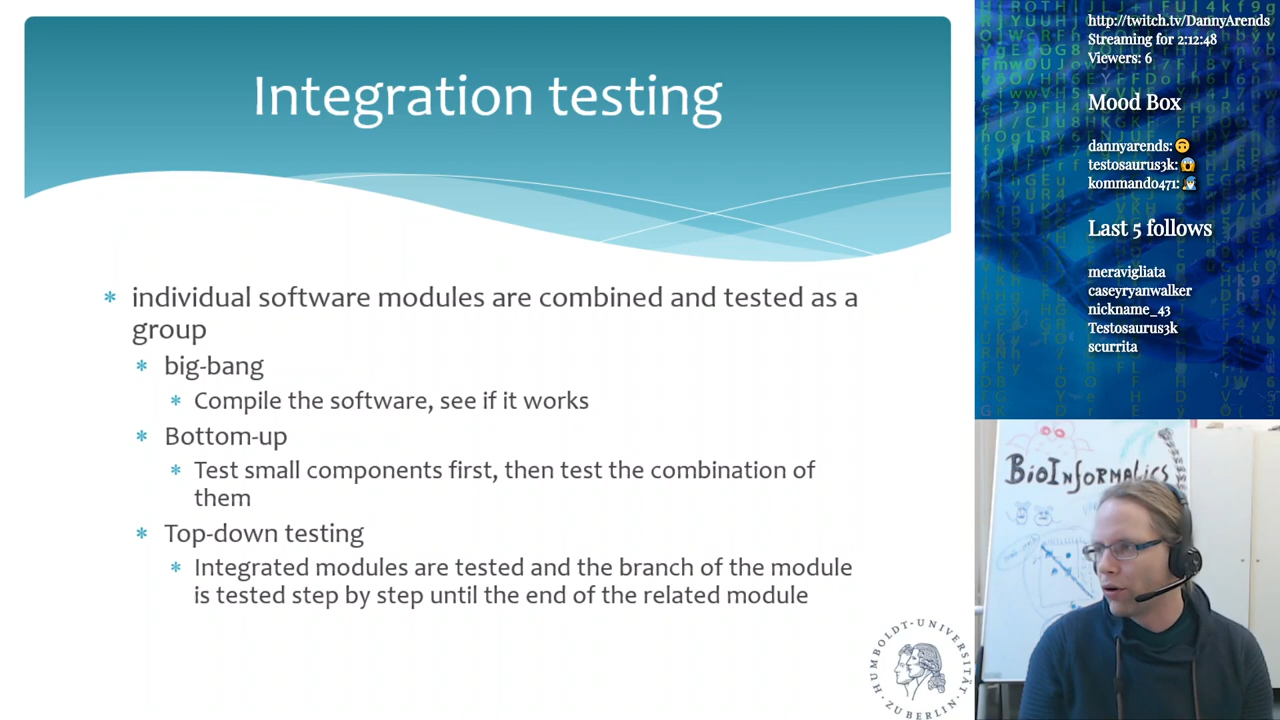 Integration testing
* individual software modules are combined and tested as a
group
* big-bang
* Compile the software, see if it works
* Bottom-up
* Test small components first, then test the combination of
them
* Top-down testing
* Integrated modules are tested and the branch of the module
is tested step by step until the end of the related module
HUMBOLDT-UNIVERSITÄT
ZU BERLIN
http://twitch.tv/DannyArends
Streaming for 2:12:48
Viewers: 6
Mood Box
dannyarends: 🙃
testosaurus3k: 😱
kommando471:
Last 5 follows
meravigliata
caseyryanwalker
nickname_43
Testosaurus3k
scurrita
BioInformatics